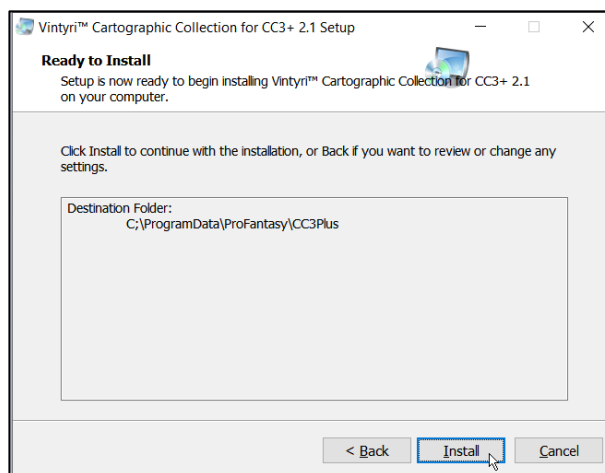 Vintyri™ Cartographic Collection for CC3+ 2.1 Setup
Ready to Install
Setup is now ready to begin installing Vintyri™ Cartographic Collection for CC3+ 2.1
on your computer.
Click Install to continue with the installation, or Back if you want to review or change any
settings.
Destination Folder:
C;\ProgramData\ProFantasy\CC3Plus
< Back
Install
Cancel